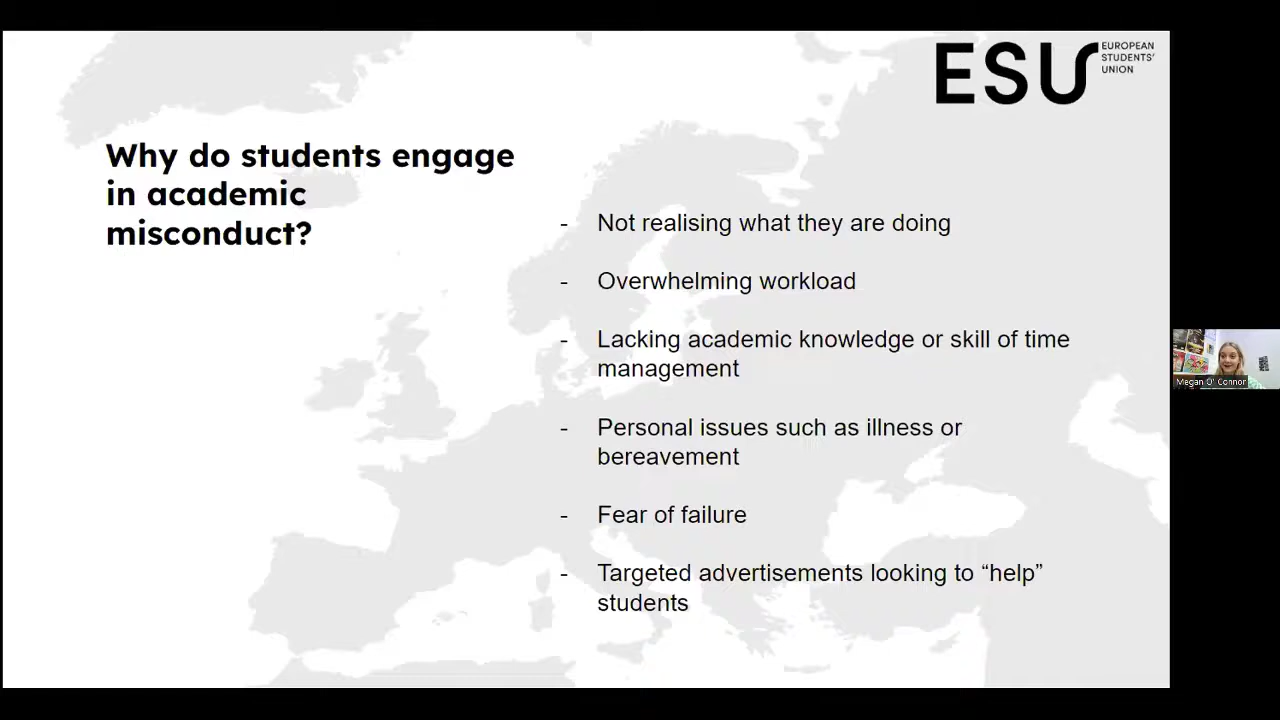 ESU
EUROPEAN
STUDENTS'
UNION
Why do students engage
in academic
misconduct?
- Not realising what they are doing
- Overwhelming workload
- Lacking academic knowledge or skill of time
management
- Personal issues such as illness or
bereavement
- Fear of failure
- Targeted advertisements looking to “help”
students
Megan O' Connor